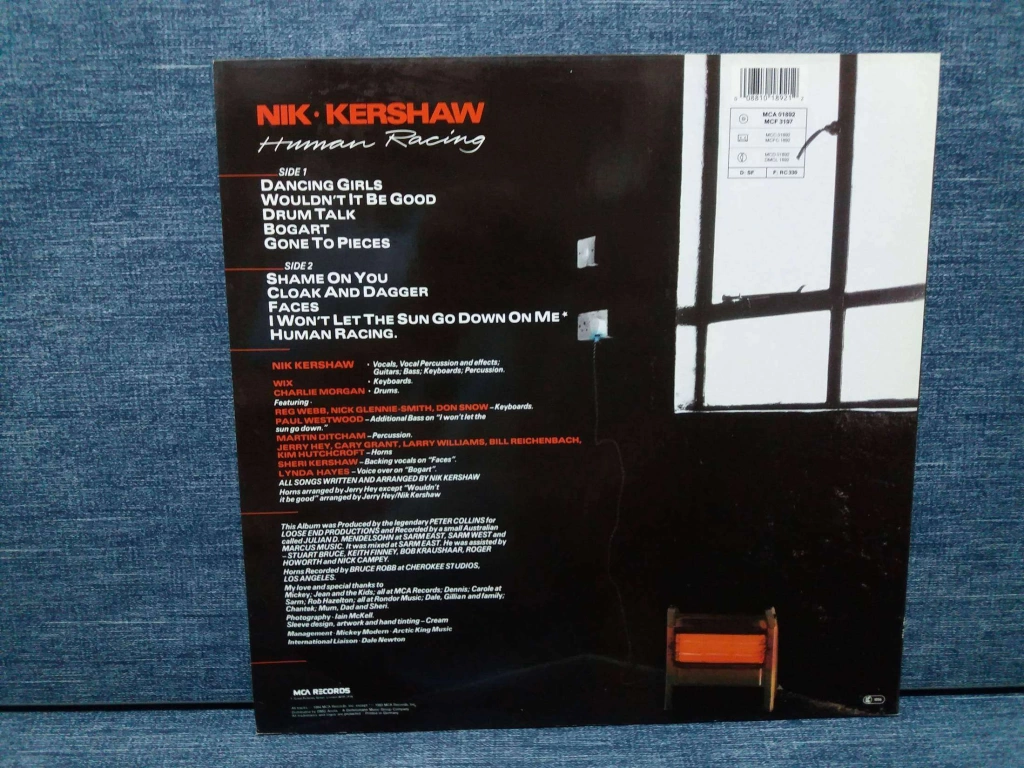 NIK · KERSHAW
Human Racing
SIDE 1
DANCING GIRLS
WOULDN'T IT BE GOOD
DRUM TALK
BOGART
GONE TO PIECES
SIDE 2
SHAME ON YOU
CLOAK AND DAGGER
FACES
I WON'T LET THE SUN GO DOWN ON ME*
HUMAN RACING.
NIK KERSHAW · Vocals, Vocal Percussion and effects;
Guitars; Bass; Keyboards; Percussion.
WIX · Keyboards.
CHARLIE MORGAN · Drums.
Featuring ·
REG WEBB, NICK GLENNIE-SMITH, DON SNOW – Keyboards.
PAUL WESTWOOD – Additional Bass on "I won't let the
sun go down."
MARTIN DITCHAM – Percussion.
JERRY HEY, CARY GRANT, LARRY WILLIAMS, BILL REICHENBACH,
KIM HUTCHCROFT – Horns
SHERI KERSHAW – Backing vocals on "Faces".
LYNDA HAYES – Voice over on "Bogart".
ALL SONGS WRITTEN AND ARRANGED BY NIK KERSHAW
Horns arranged by Jerry Hey except "Wouldn't
it be good" arranged by Jerry Hey/Nik Kershaw
This Album was Produced by the legendary PETER COLLINS for
LOOSE END PRODUCTIONS and Recorded by a small Australian
called JULIAN D. MENDELSOHN at SARM EAST, SARM WEST and
MARCUS MUSIC. It was mixed at SARM EAST. He was assisted by
– STUART BRUCE, KEITH FINNEY, BOB KRAUSHAAR, ROGER
HOWORTH and NICK CAMPEY.
Horns Recorded by BRUCE ROBB at CHEROKEE STUDIOS,
LOS ANGELES.
My love and special thanks to
Mickey; Jean and the Kids; all at MCA Records; Dennis; Carole at
Sarm; Rob Hazelton; all at Rondor Music; Dale, Gillian and family;
Chantek; Mum, Dad and Sheri.
Photography · Iain McKell.
Sleeve design, artwork and hand tinting – Cream
Management · Mickey Modern · Arctic King Music
International Liaison · Dale Newton
MCA RECORDS
MCA 01892
MCF 3197
D: SF F: RC 330